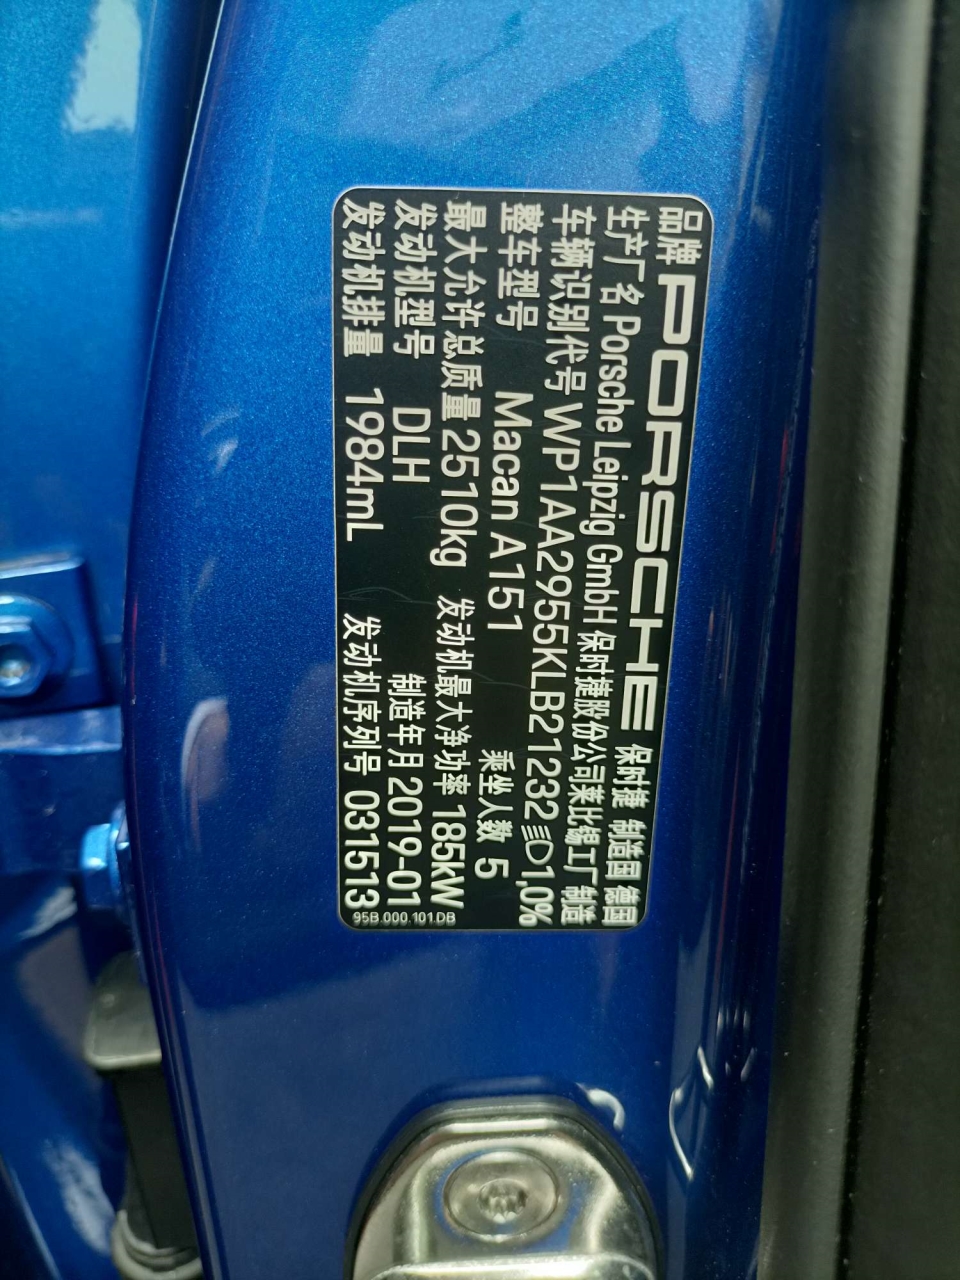 品牌 PORSCHE 保时捷 制造国 德国
生产厂名 Porsche Leipzig GmbH 保时捷股份公司莱比锡工厂制造
车辆识别代号 WP1AA2955KLB21232 1,0%
整车型号 Macan A151 乘坐人数 5
最大允许总质量 2510kg 发动机最大净功率 185kW
发动机型号 DLH 制造年月 2019-01
发动机排量 1984mL 发动机序列号 031513
95B.000.101.DB